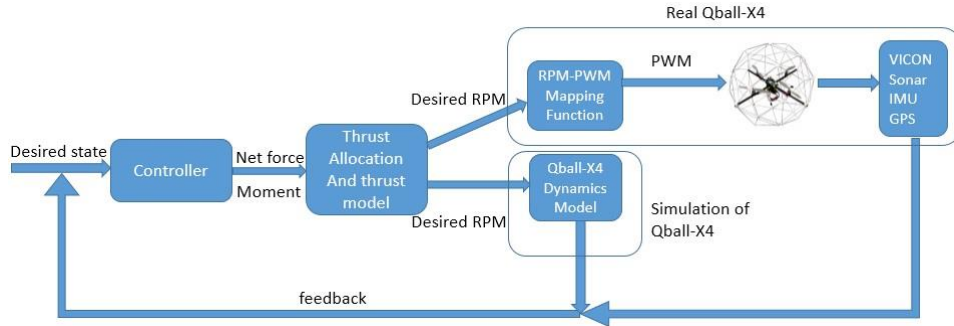 Real Qball-X4
RPM-PWM
Mapping
Function
PWM
VICON
Sonar
IMU
GPS
Desired RPM
Desired state
Controller
Net force
Moment
Thrust
Allocation
And thrust
model
Desired RPM
Qball-X4
Dynamics
Model
Simulation of
Qball-X4
feedback